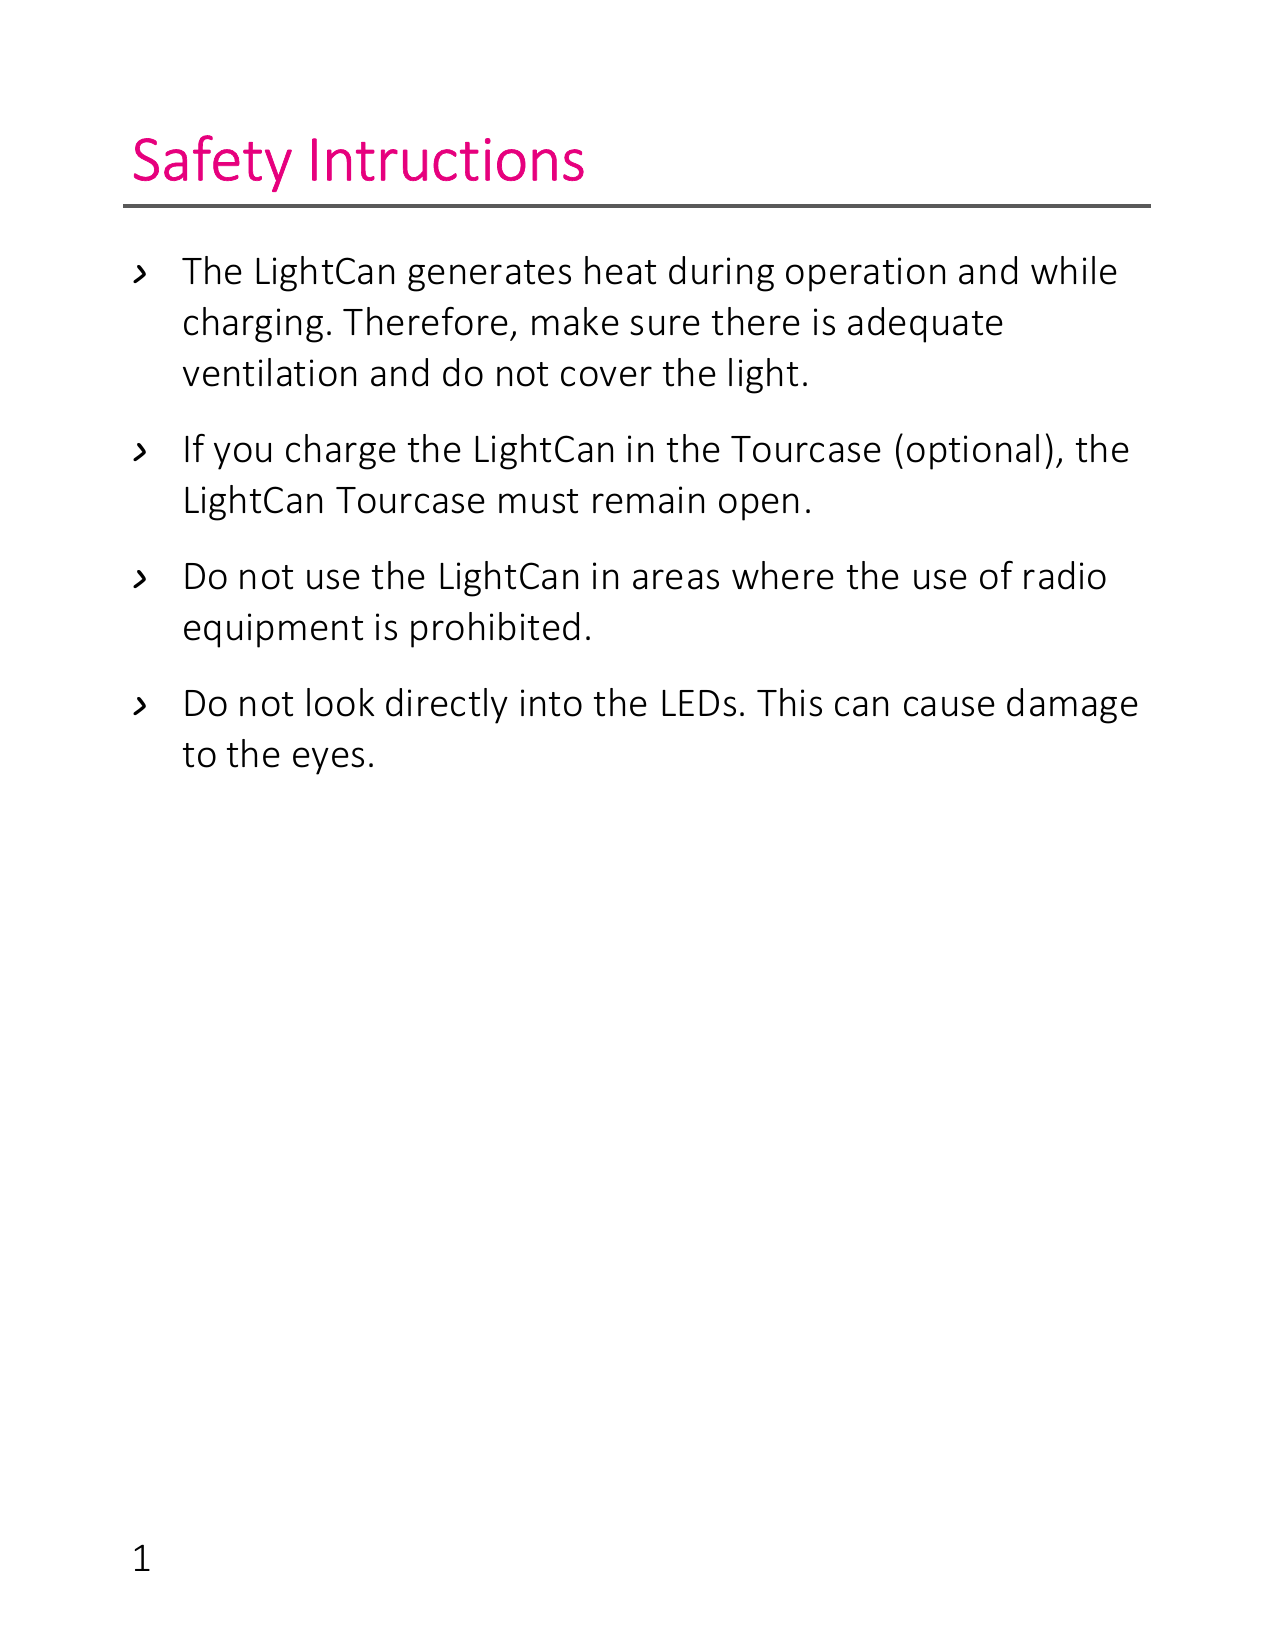 Safety Intructions
› The LightCan generates heat during operation and while
charging. Therefore, make sure there is adequate
ventilation and do not cover the light.
› If you charge the LightCan in the Tourcase (optional), the
LightCan Tourcase must remain open.
› Do not use the LightCan in areas where the use of radio
equipment is prohibited.
› Do not look directly into the LEDs. This can cause damage
to the eyes.
1